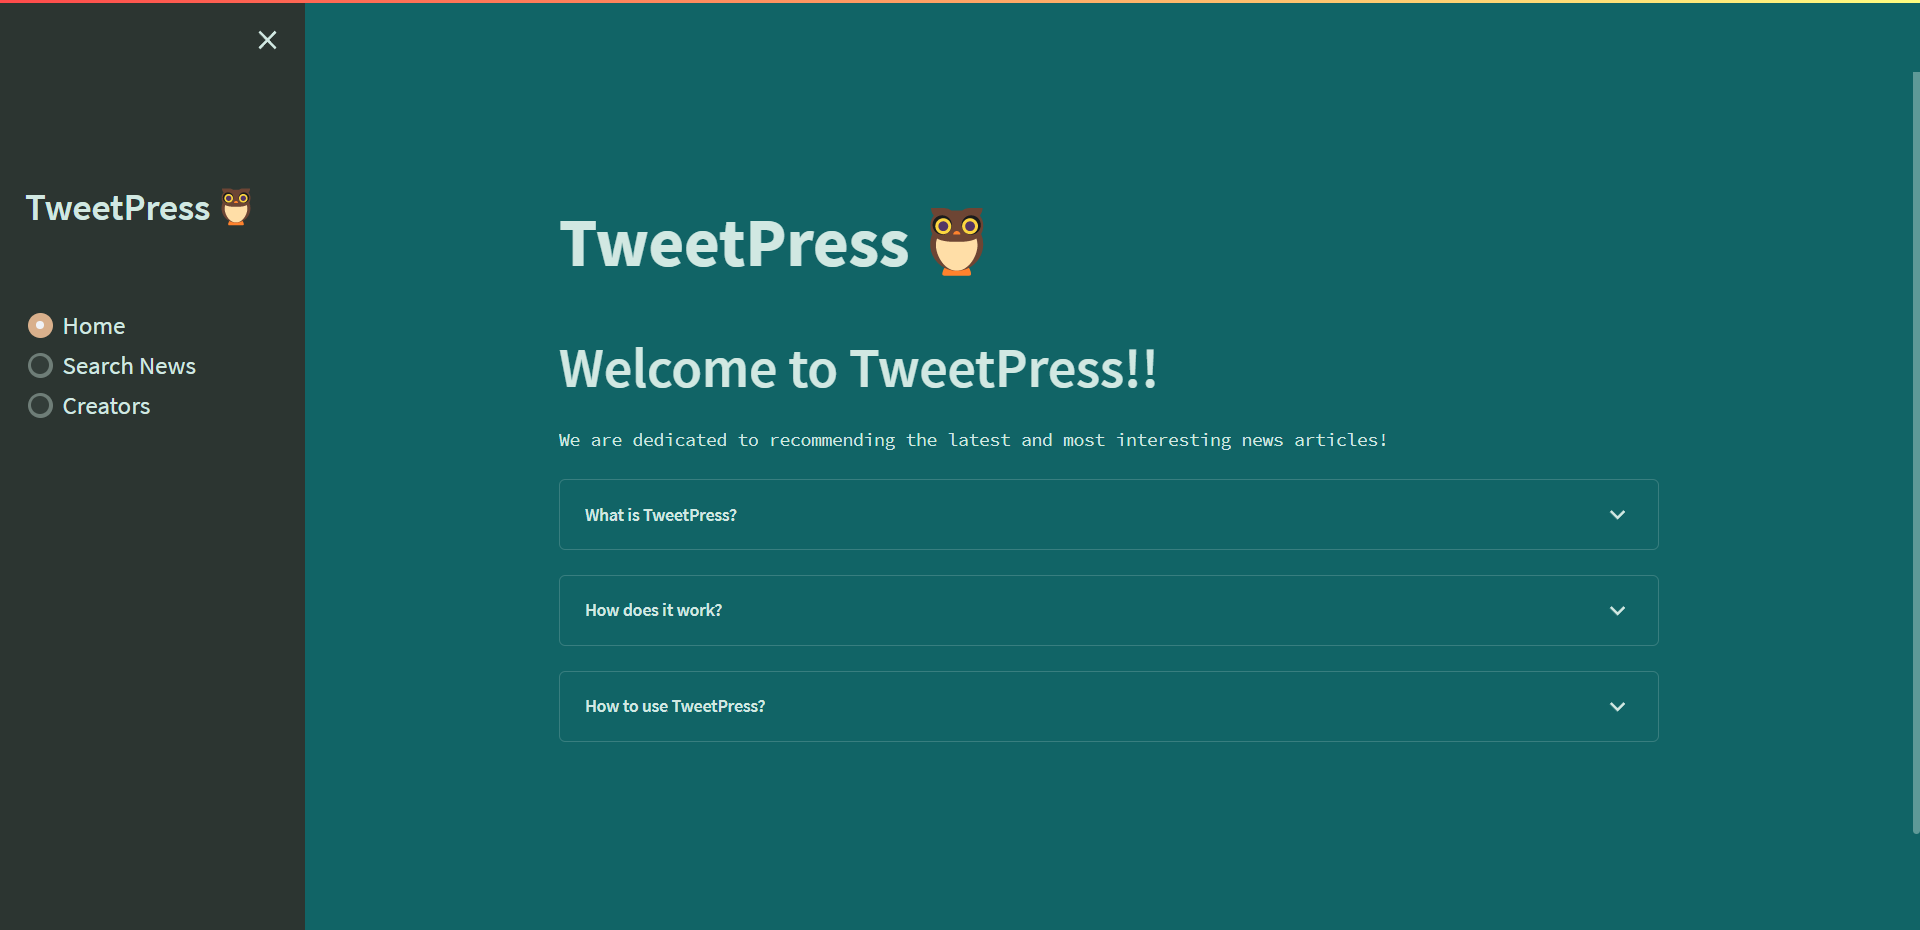 TweetPress
Home
Search News
Creators
TweetPress
Welcome to TweetPress!!
We are dedicated to recommending the latest and most interesting news articles!
What is TweetPress?
How does it work?
How to use TweetPress?